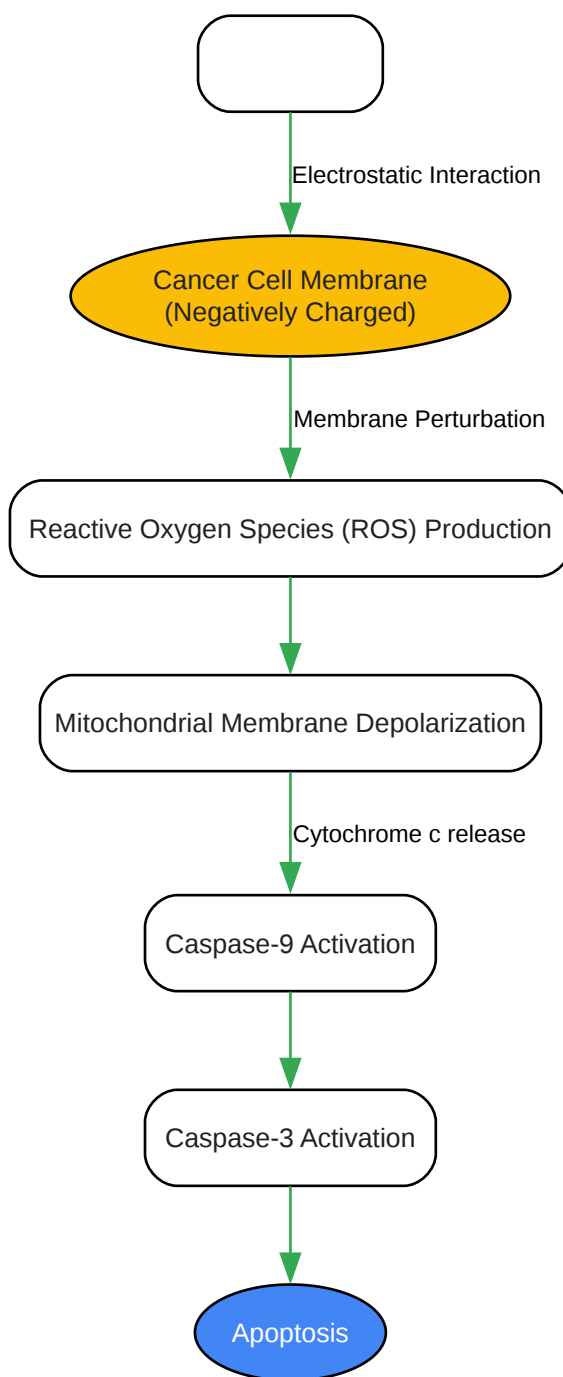 Electrostatic Interaction
Cancer Cell Membrane
(Negatively Charged)
Membrane Perturbation
Reactive Oxygen Species (ROS) Production
Mitochondrial Membrane Depolarization
Cytochrome c release
Caspase-9 Activation
Caspase-3 Activation
Apoptosis